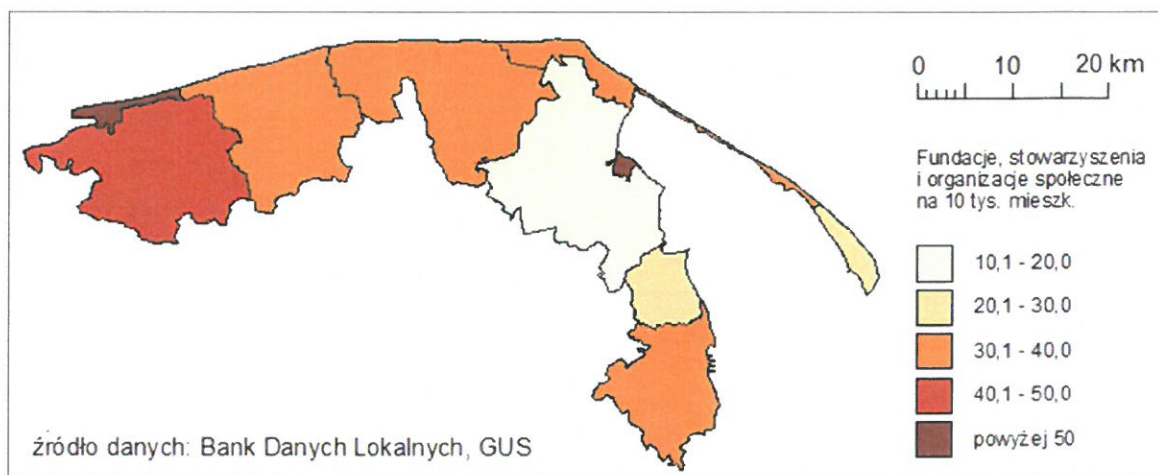 0 10 20 km
Fundacje, stowarzyszenia
i organizacje społeczne
na 10 tys. mieszk.
10,1 - 20,0
20,1 - 30,0
30,1 - 40,0
40,1 - 50,0
powyżej 50
źródło danych: Bank Danych Lokalnych, GUS